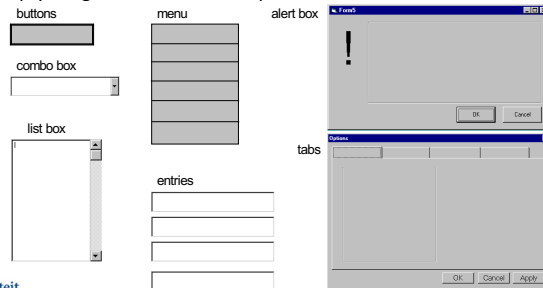 buttons
menu
alert box
Form5
combo box
OK
Cancel
list box
Options
tabs
entries
OK
Cancel
Apply